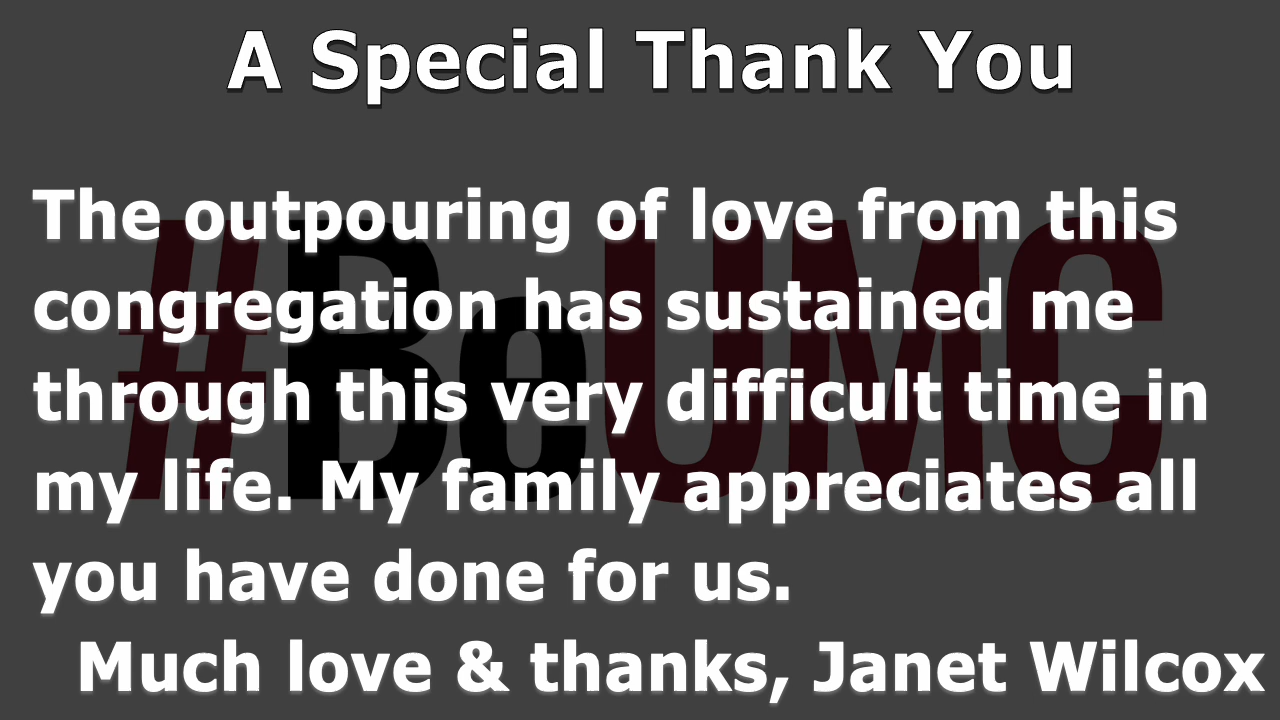 A Special Thank You
#BeUMC
The outpouring of love from this
congregation has sustained me
through this very difficult time in
my life. My family appreciates all
you have done for us.
Much love & thanks, Janet Wilcox